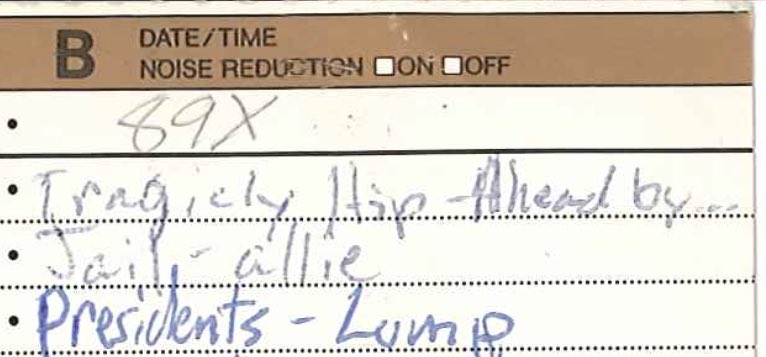 B DATE/TIME
NOISE REDUCTION ☐ON ☐OFF
• 89X
• Tragicly Hip - Ahead by...
• Jail - allie
• Presidents - Lump